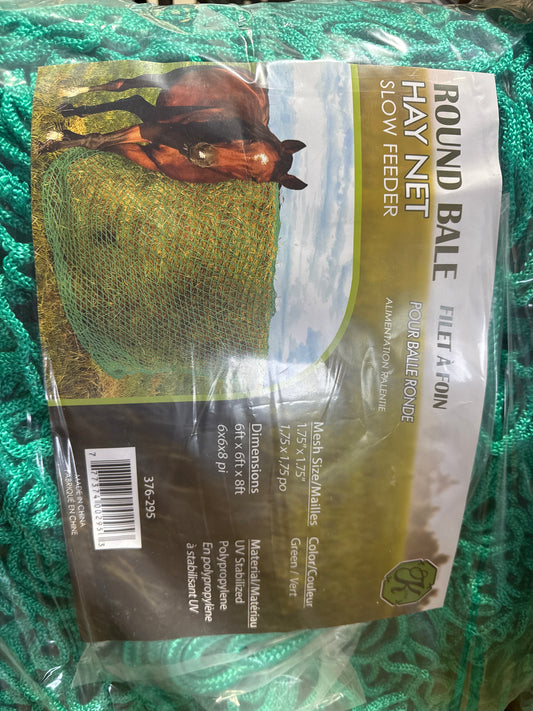 ROUND BALE
HAY NET
SLOW FEEDER
FILET À FOIN
POUR BALLE RONDE
ALIMENTATION RALENTIE
Mesh Size/Mailles
1.75" x 1.75"
1,75 x 1,75 po
Color/Couleur
Green / Vert
Dimensions
6ft x 6ft x 8ft
6x6x8 pi
Material/Matériau
UV Stabilized
Polypropylene
En polypropylène
à stabilisant UV
376-295
MADE IN CHINA
FABRIQUÉ EN CHINE